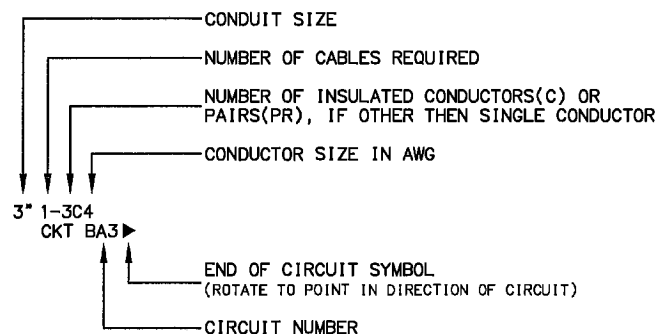 CONDUIT SIZE
NUMBER OF CABLES REQUIRED
NUMBER OF INSULATED CONDUCTORS(C) OR
PAIRS(PR), IF OTHER THEN SINGLE CONDUCTOR
CONDUCTOR SIZE IN AWG
3" 1-3C4
CKT BA3
END OF CIRCUIT SYMBOL
(ROTATE TO POINT IN DIRECTION OF CIRCUIT)
CIRCUIT NUMBER